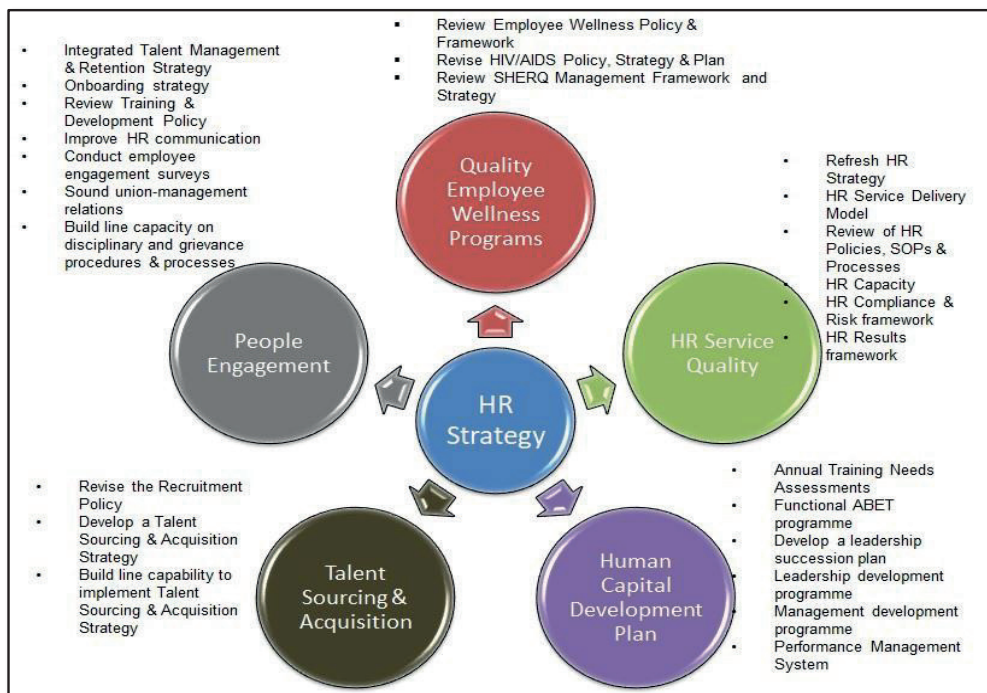 Integrated Talent Management
& Retention Strategy
Onboarding strategy
Review Training &
Development Policy
Improve HR communication
Conduct employee
engagement surveys
Sound union-management
relations
Build line capacity on
disciplinary and grievance
procedures & processes
Review Employee Wellness Policy &
Framework
Revise HIV/AIDS Policy, Strategy & Plan
Review SHERQ Management Framework and
Strategy
Quality
Employee
Wellness
Programs
Refresh HR
Strategy
HR Service Delivery
Model
Review of HR
Policies, SOPs &
Processes
HR Capacity
HR Compliance &
Risk framework
HR Results
framework
People
Engagement
HR Service
Quality
HR
Strategy
Revise the Recruitment
Policy
Develop a Talent
Sourcing & Acquisition
Strategy
Build line capability to
implement Talent
Sourcing & Acquisition
Strategy
Talent
Sourcing &
Acquisition
Human
Capital
Development
Plan
Annual Training Needs
Assessments
Functional ABET
programme
Develop a leadership
succession plan
Leadership development
programme
Management development
programme
Performance Management
System